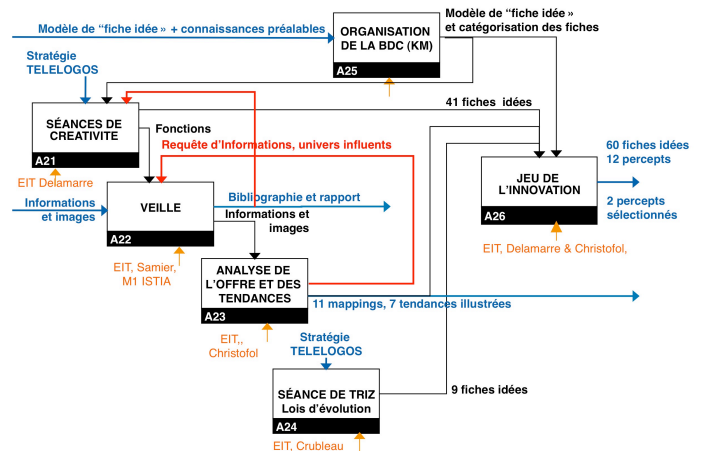 Modèle de “fiche idée » + connaissances préalables
ORGANISATION
DE LA BDC (KM)
A25
Modèle de “fiche idée »
et catégorisation des fiches
Stratégie
TELELOGOS
41 fiches idées
SÉANCES DE
CREATIVITE
A21
EIT Delamarre
Fonctions
Requête d’Informations, univers influents
60 fiches idées
12 percepts
JEU DE
L’INNOVATION
A26
2 percepts
sélectionnés
EIT, Delamarre & Christofol,
Informations
et images
VEILLE
A22
Bibliographie et rapport
Informations et
images
EIT, Samier,
M1 ISTIA
ANALYSE DE
L’OFFRE ET DES
TENDANCES
A23
11 mappings, 7 tendances illustrées
EIT,,
Christofol
Stratégie
TELELOGOS
SÉANCE DE TRIZ
Lois d’évolution
A24
9 fiches idées
EIT, Crubleau